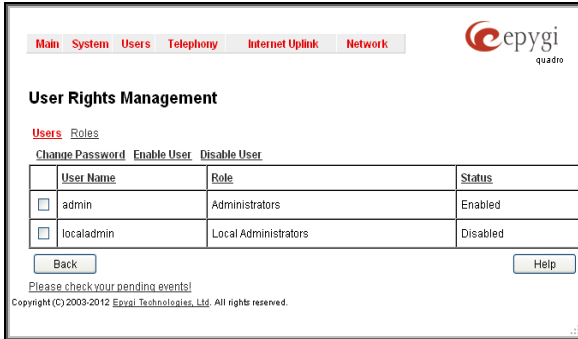 epygi
quadro
Main System Users Telephony Internet Uplink Network
User Rights Management
Users Roles
Change Password Enable User Disable User
User Name Role Status
admin Administrators Enabled
localadmin Local Administrators Disabled
Back Help
Please check your pending events!
Copyright (C) 2003-2012 Epygi Technologies, Ltd. All rights reserved.